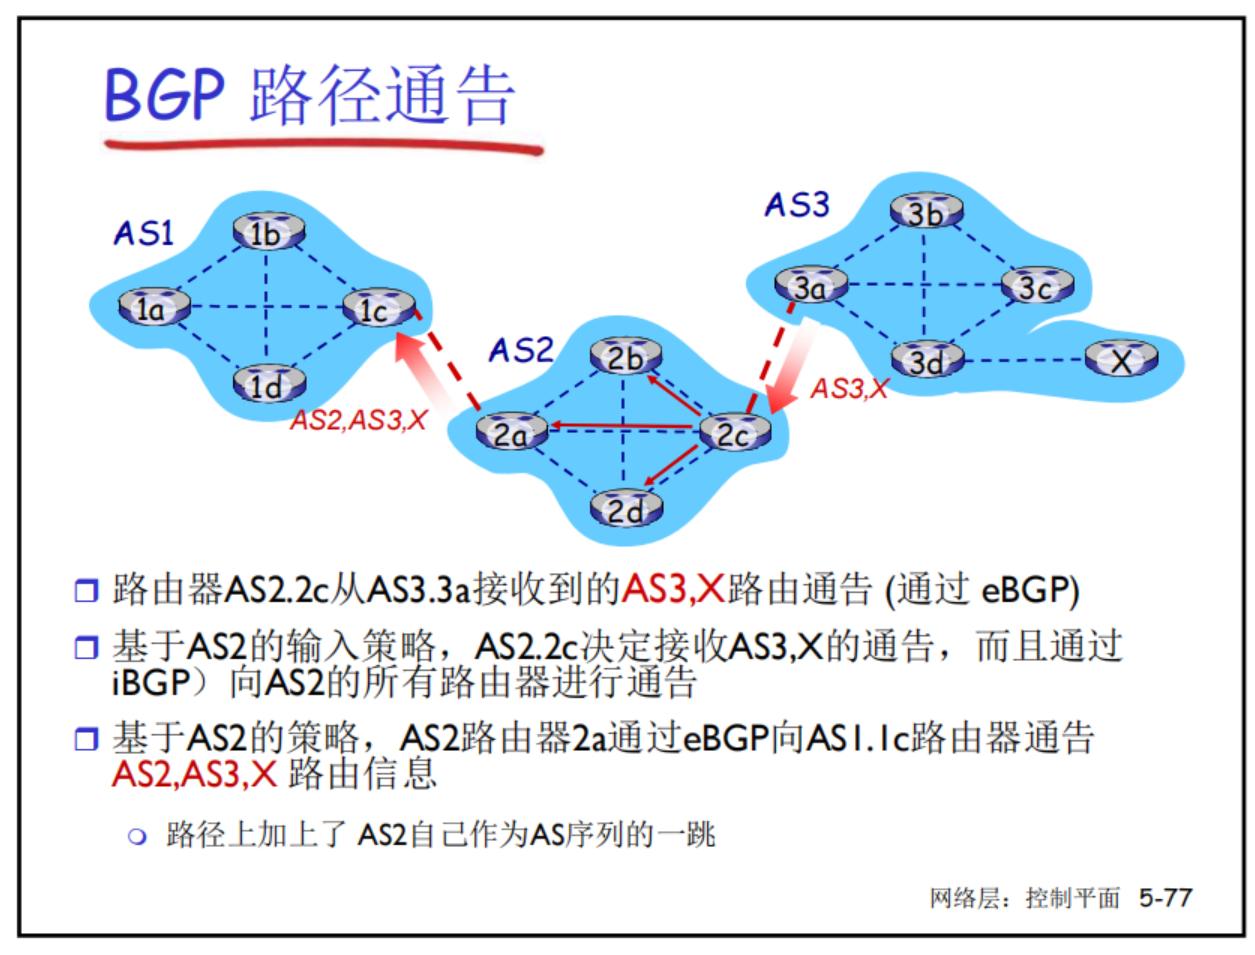 BGP 路径通告
AS1
1b
1a
1c
1d
AS2,AS3,X
AS2
2b
2a
2c
2d
AS3
3b
3a
3c
3d
X
AS3,X
路由器AS2.2c从AS3.3a接收到的AS3,X路由通告 (通过 eBGP)
基于AS2的输入策略，AS2.2c决定接收AS3,X的通告，而且通过
iBGP）向AS2的所有路由器进行通告
基于AS2的策略，AS2路由器2a通过eBGP向AS1.1c路由器通告
AS2,AS3,X 路由信息
路径上加上了 AS2自己作为AS序列的一跳
网络层：控制平面 5-77